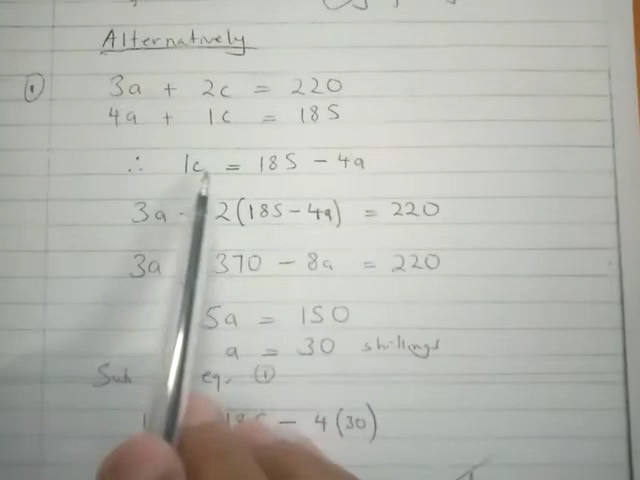 Alternatively
① 3a + 2c = 220
4a + 1c = 185
∴ 1c = 185 - 4a
3a 2(185 - 4a) = 220
3a 370 - 8a = 220
5a = 150
a = 30 shillings
Sub eq. ①
185 - 4(30)